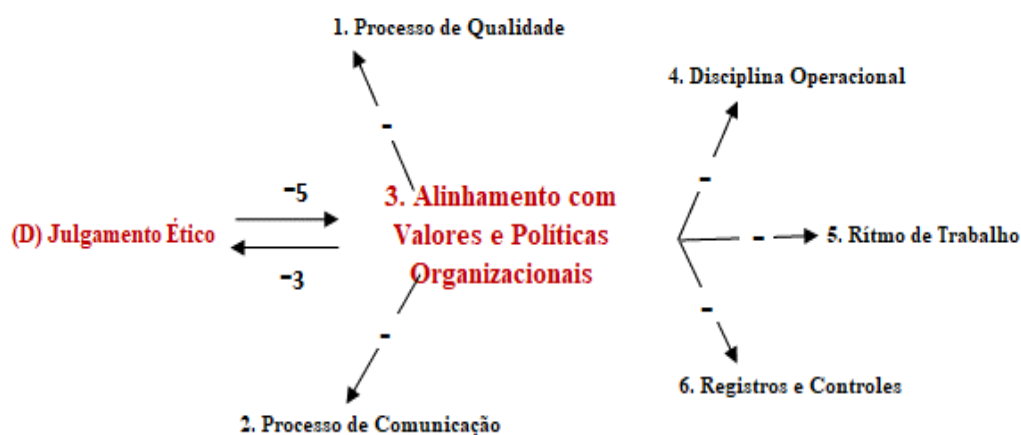 1. Processo de Qualidade
4. Disciplina Operacional
-
-5
-
3. Alinhamento com
(D) Julgamento Ético
Valores e Políticas
-
5. Rítmo de Trabalho
-3
Organizacionais
-
-
6. Registros e Controles
2. Processo de Comunicação